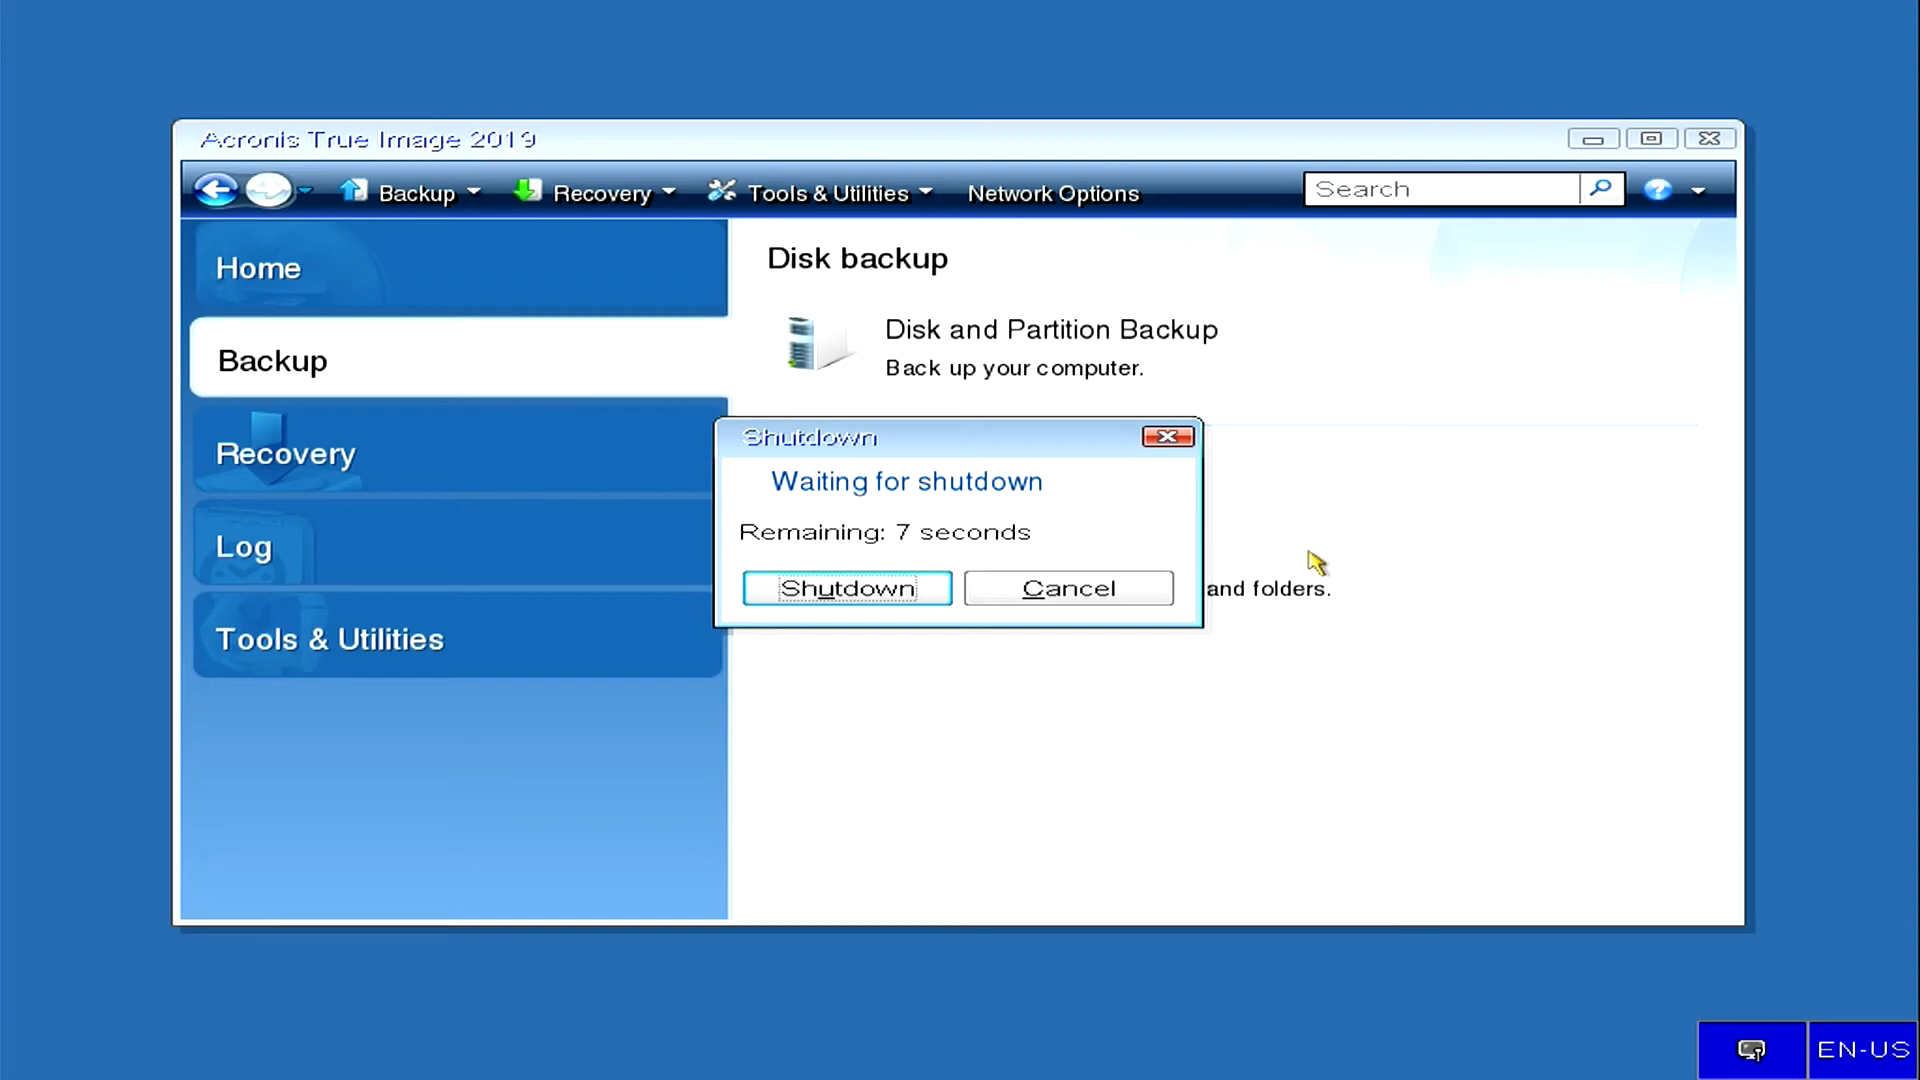 Acronis True Image 2019
Backup
Recovery
Tools & Utilities
Network Options
Search
Home
Backup
Recovery
Log
Tools & Utilities
Disk backup
Disk and Partition Backup
Back up your computer.
and folders.
Shutdown
Waiting for shutdown
Remaining: 7 seconds
Shutdown
Cancel
EN-US